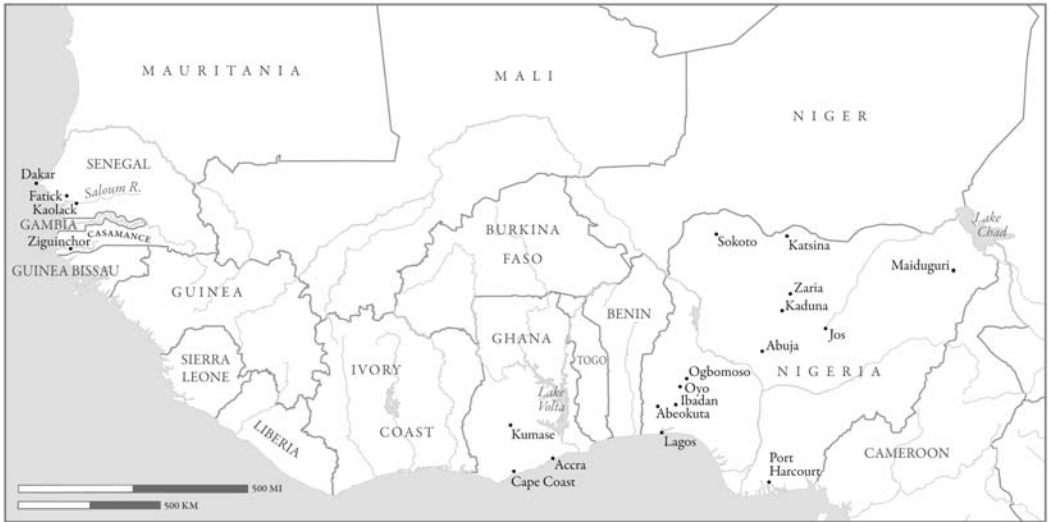 MAURITANIA
MALI
NIGER
SENEGAL
Dakar
Fatick
Saloum R.
Kaolack
GAMBIA
CASAMANCE
Ziguinchor
GUINEA BISSAU
GUINEA
SIERRA
LEONE
LIBERIA
IVORY
COAST
BURKINA
FASO
GHANA
TOGO
BENIN
Lake
Volta
Kumase
Accra
Cape Coast
Sokoto
Katsina
Lake
Chad
Maiduguri
Zaria
Kaduna
Jos
Abuja
NIGERIA
Ogbomoso
Oyo
Ibadan
Abeokuta
Lagos
Port
Harcourt
CAMEROON
500 MI
500 KM